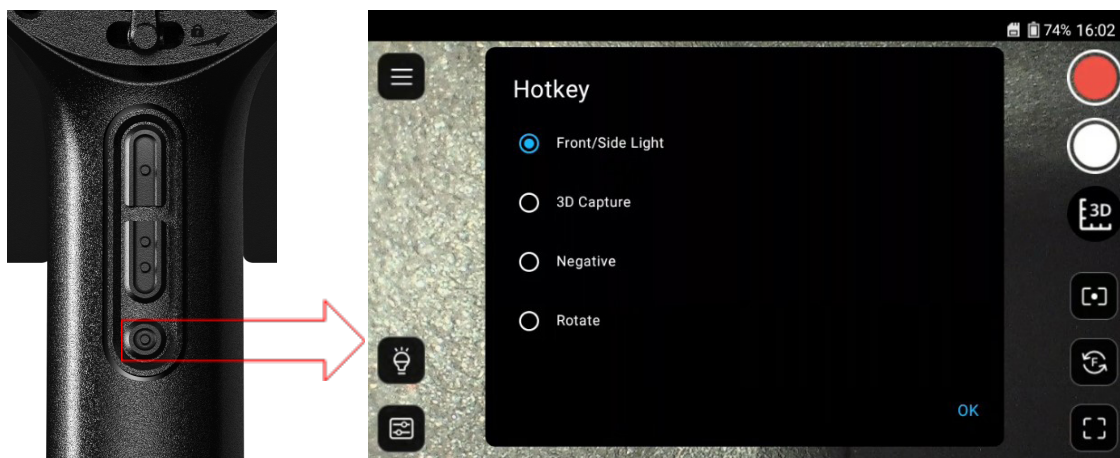 74% 16:02
Hotkey
Front/Side Light
3D Capture
3D
Negative
F
Rotate
OK